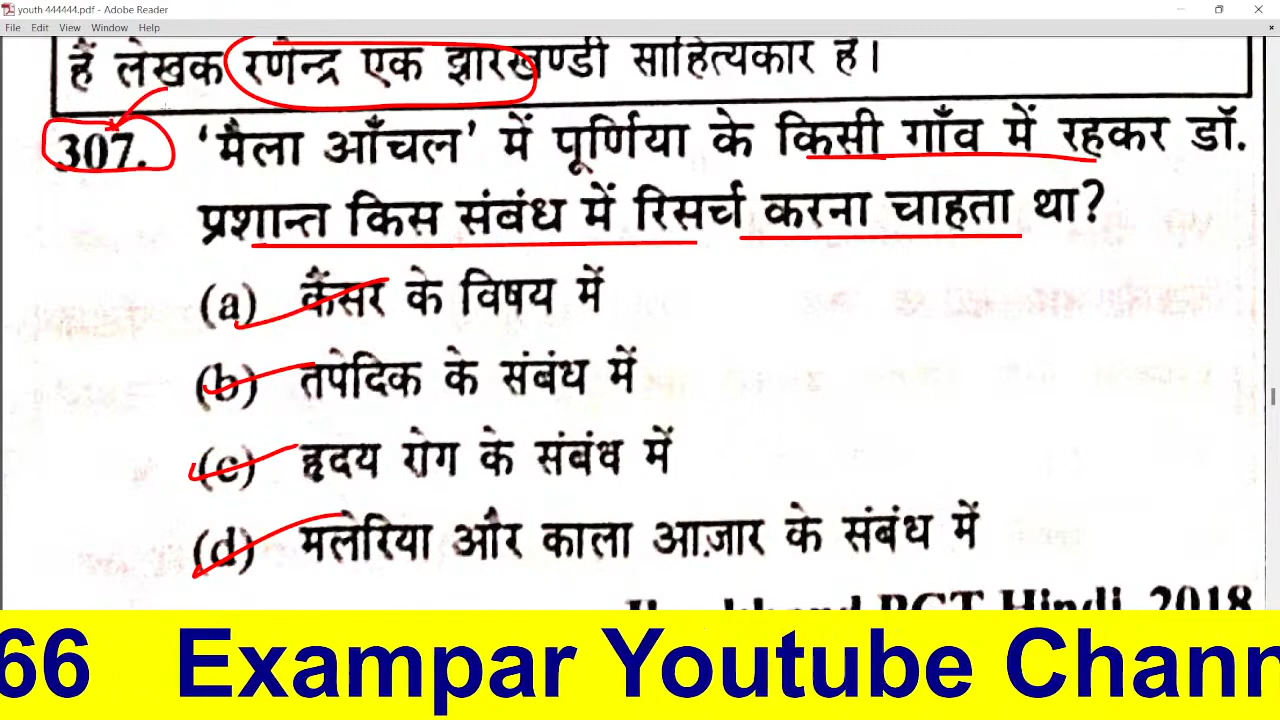 youth 444444.pdf - Adobe Reader
File Edit View Window Help
हैं लेखक रणेन्द्र एक झारखण्डी साहित्यकार हैं।
307. ‘मैला आँचल’ में पूर्णिया के किसी गाँव में रहकर डॉ.
प्रशान्त किस संबंध में रिसर्च करना चाहता था?
(a) कैंसर के विषय में
(b) तपेदिक के संबंध में
(c) हृदय रोग के संबंध में
(d) मलेरिया और काला आज़ार के संबंध में
PGT Hindi, 2018
66 Exampar Youtube Chann